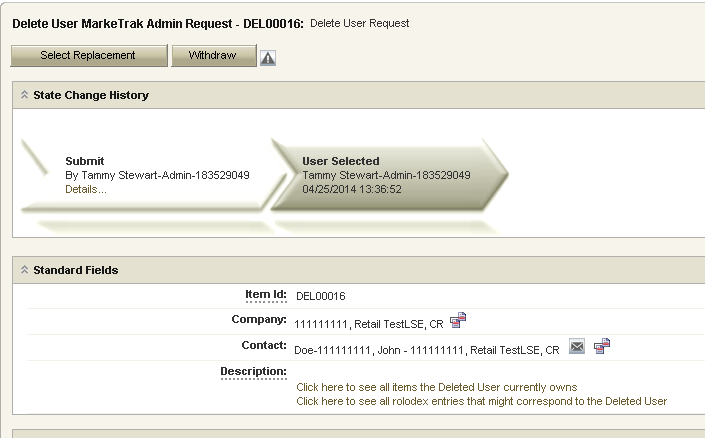 Delete User MarkeTrak Admin Request - DEL00016: Delete User Request
Select Replacement Withdraw
State Change History
Submit
By Tammy Stewart-Admin-183529049
Details...
User Selected
Tammy Stewart-Admin-183529049
04/25/2014 13:36:52
Standard Fields
Item Id: DEL00016
Company: 111111111, Retail TestLSE, CR
Contact: Doe-111111111, John - 111111111, Retail TestLSE, CR
Description:
Click here to see all items the Deleted User currently owns
Click here to see all rolodex entries that might correspond to the Deleted User